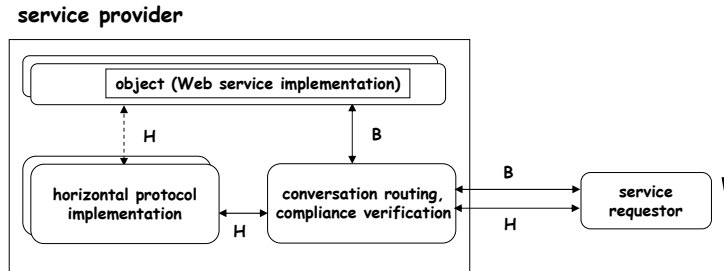 service provider
object (Web service implementation)
H
B
horizontal protocol
implementation
conversation routing,
compliance verification
H
B
H
service
requestor